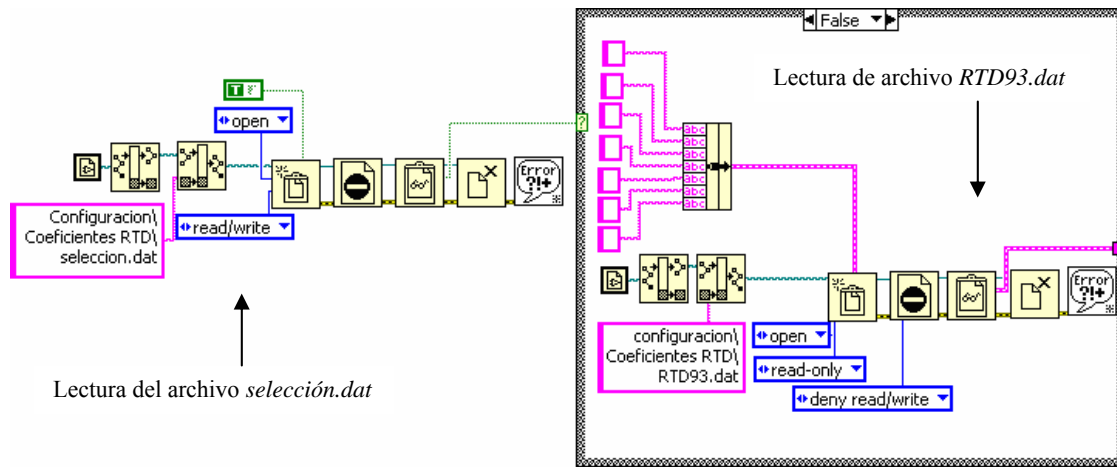 False
Lectura de archivo RTD93.dat
abc
abc
abc
abc
abc
abc
abc
T
open
?
Error
?!+
read/write
Configuracion\
Coeficientes RTD\
seleccion.dat
Lectura del archivo selección.dat
Error
?!+
configuracion\
Coeficientes RTD\
RTD93.dat
open
read-only
deny read/write